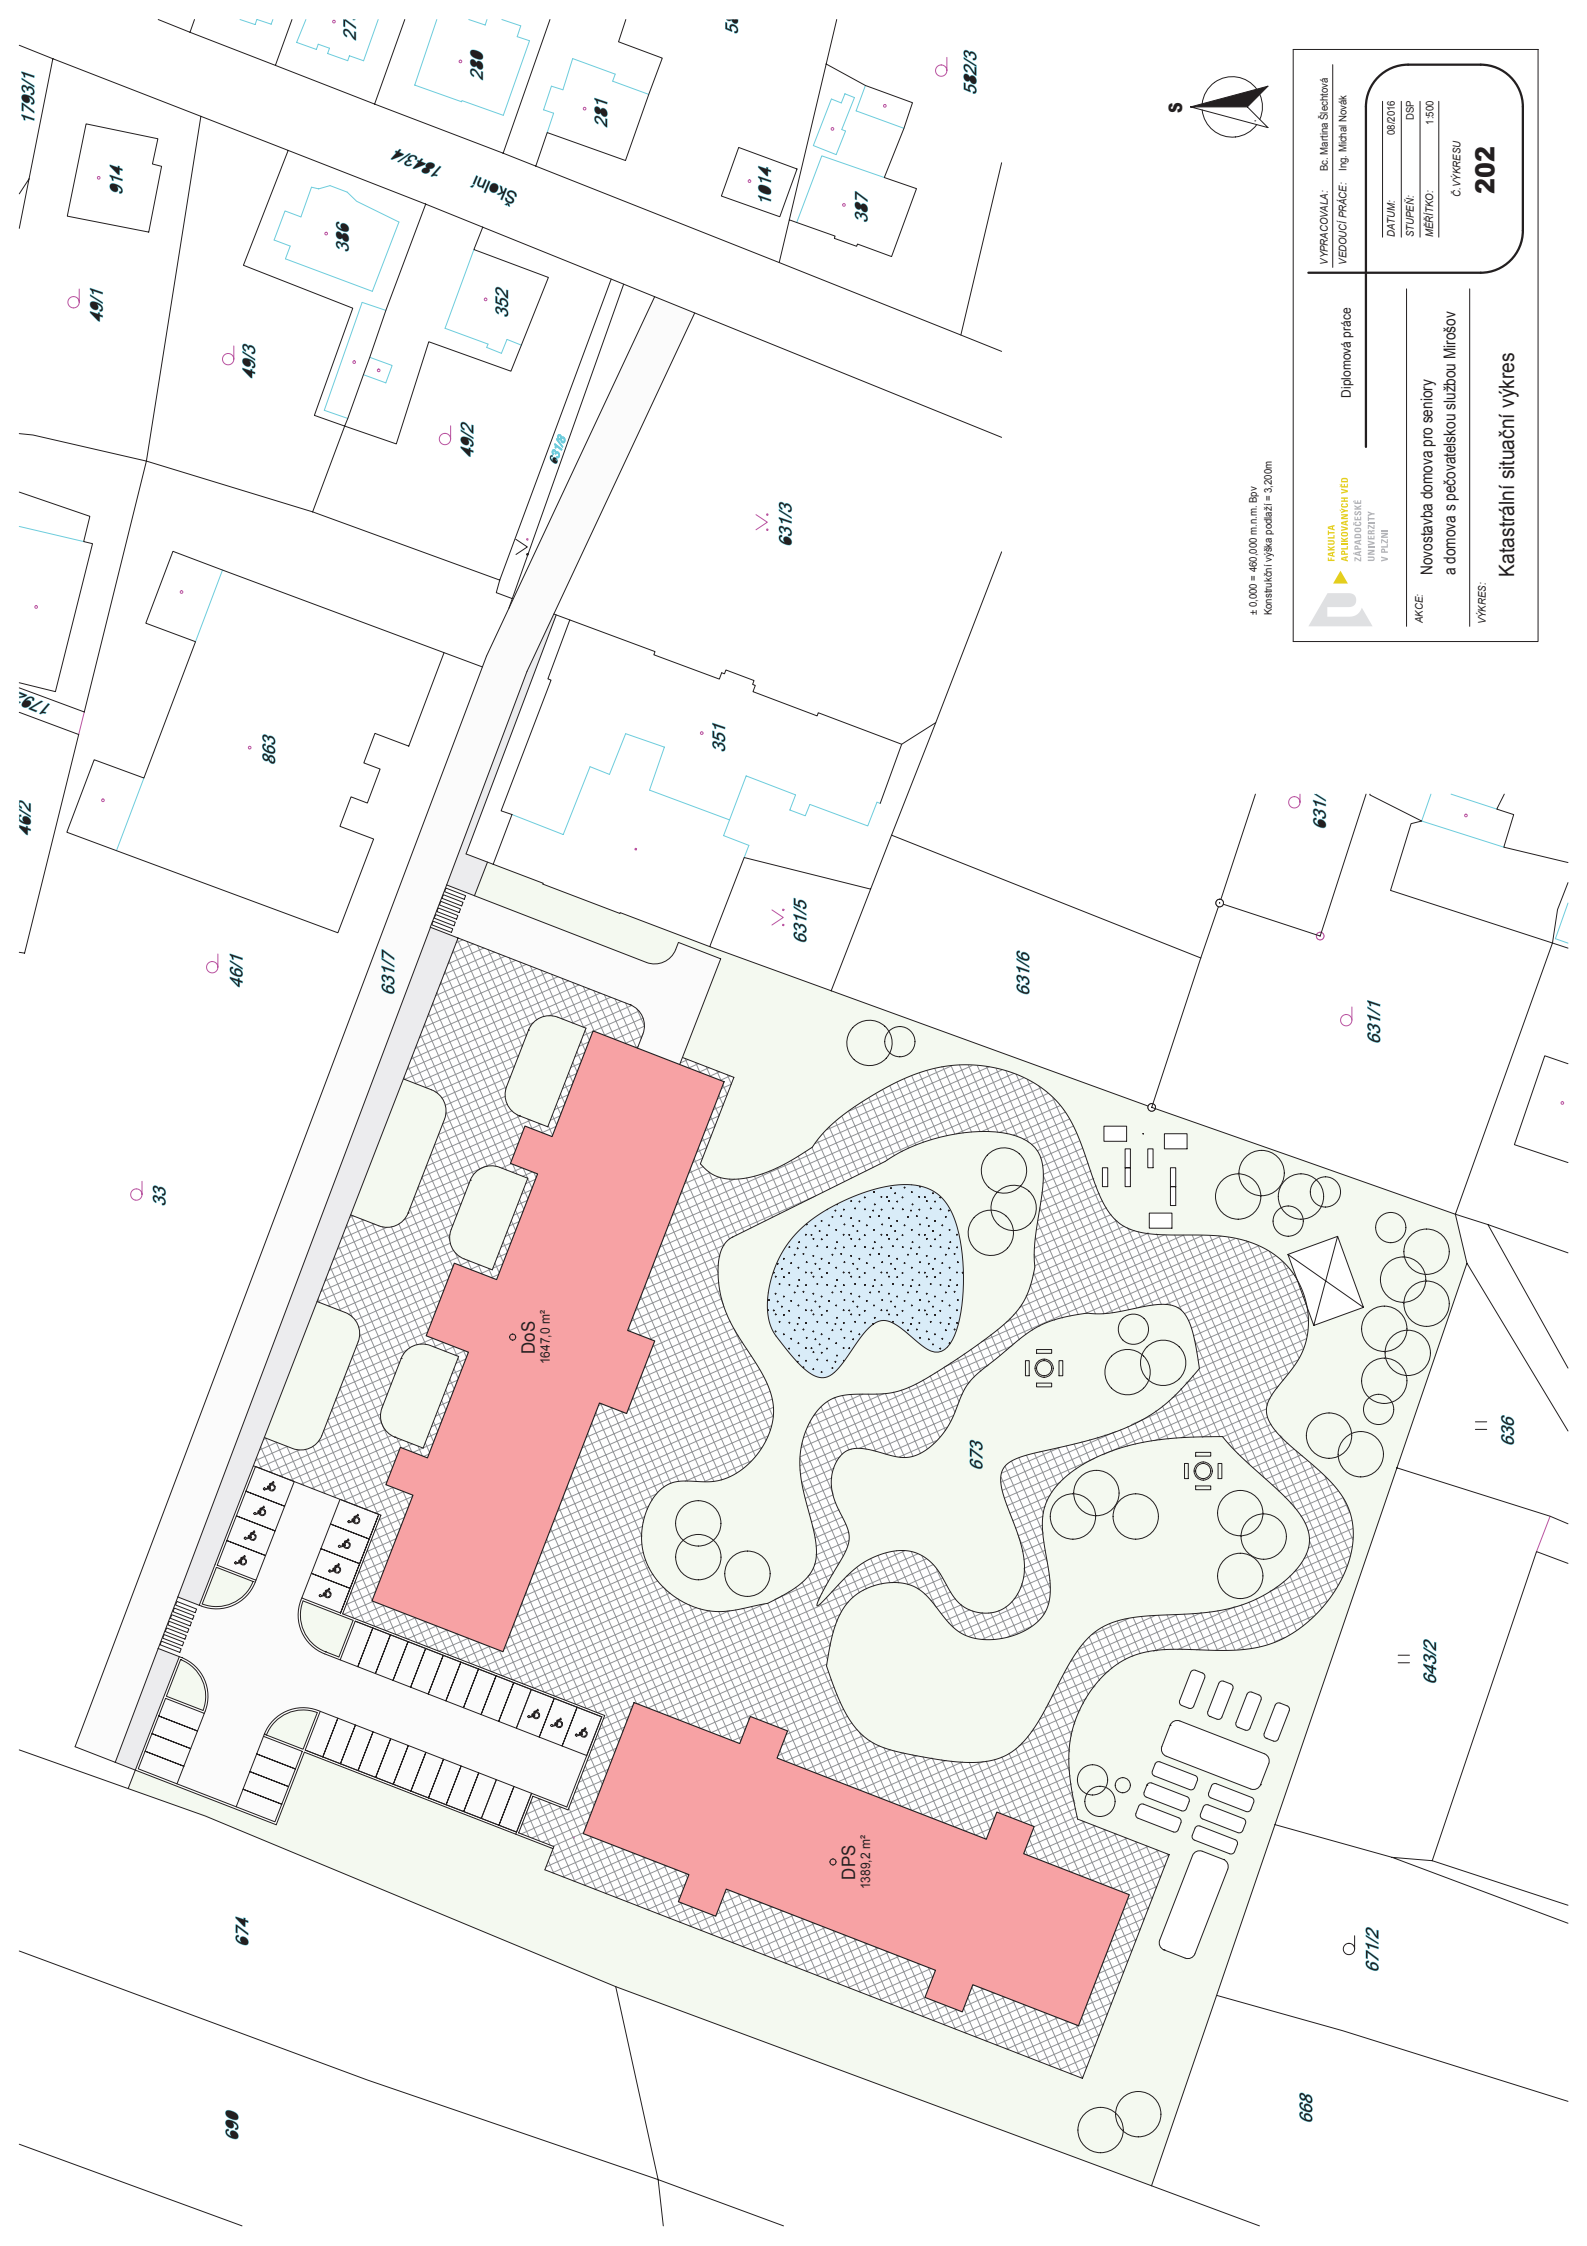 1793/1
27
280
281
582/3
914
1843/4
Školní
386
352
1014
387
49/1
49/3
49/2
631/8
631/3
863
46/2
351
46/1
631/7
631/5
631/6
631/
631/1
33
DoS
1647,0 m²
673
636
643/2
DPS
1389,2 m²
674
671/2
690
668
S
± 0,000 = 460,000 m.n.m. Bpv
Konstrukční výška podlaží = 3,200m
FAKULTA
APLIKOVANÝCH VĚD
ZÁPADOČESKÉ
UNIVERZITY
V PLZNI
Diplomová práce
VYPRACOVALA: Bc. Martina Šlechtová
VEDOUCÍ PRÁCE: Ing. Michal Novák
AKCE:
Novostavba domova pro seniory
a domova s pečovatelskou službou Mirošov
DATUM: 08/2016
STUPEŇ: DSP
MĚŘÍTKO: 1:500
VÝKRES:
Katastrální situační výkres
Č.VÝKRESU
202